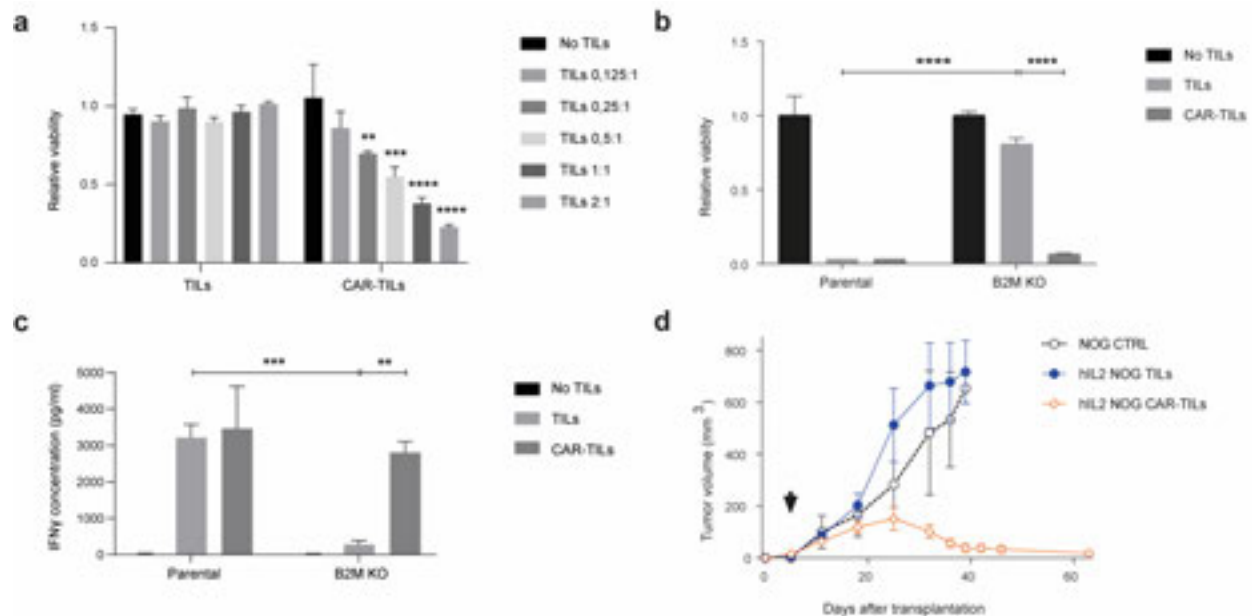 a
1.5
1.0
0.5
0.0
Relative viability
** *** **** ****
TILs CAR-TILs
No TILs
TILs 0,125:1
TILs 0,25:1
TILs 0,5:1
TILs 1:1
TILs 2:1
b
1.5
1.0
0.5
0.0
Relative viability
**** ****
Parental B2M KO
No TILs
TILs
CAR-TILs
c
5000
4000
3000
2000
1000
0
IFNγ concentration (pg/ml)
*** **
Parental B2M KO
No TILs
TILs
CAR-TILs
d
800
600
400
200
0
Tumor volume (mm3)
0 20 40 60
Days after transplantation
NOG CTRL
hIL2 NOG TILs
hIL2 NOG CAR-TILs